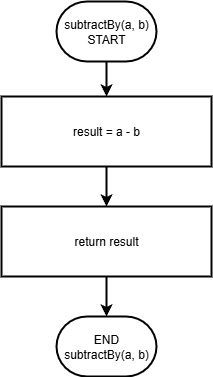 subtractBy(a, b)
START
result = a - b
return result
END
subtractBy(a, b)